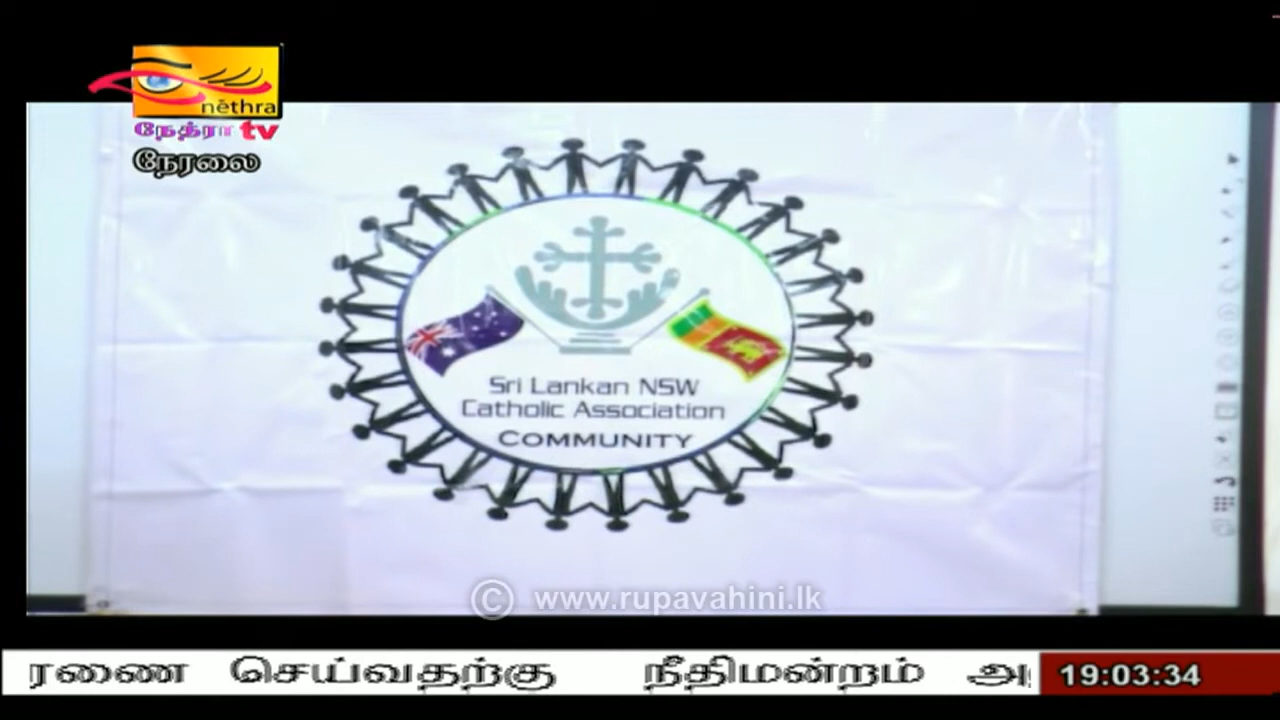 nēthra
நேத்ரா tv
நேரலை
Sri Lankan NSW
Catholic Association
COMMUNITY
© www.rupavahini.lk
ரணை செய்வதற்கு நீதிமன்றம்
19:03:34